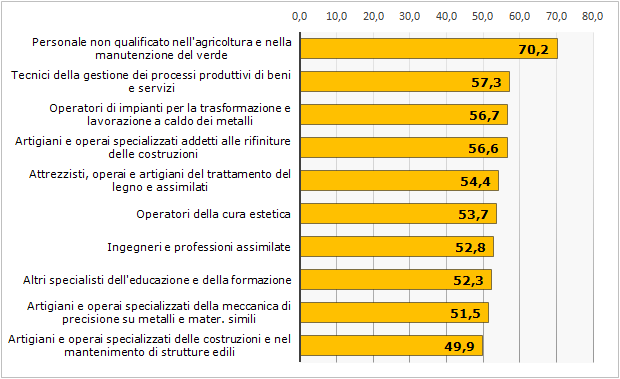 0,0 10,0 20,0 30,0 40,0 50,0 60,0 70,0 80,0
Personale non qualificato nell'agricoltura e nella
manutenzione del verde
70,2
Tecnici della gestione dei processi produttivi di beni
e servizi
57,3
Operatori di impianti per la trasformazione e
lavorazione a caldo dei metalli
56,7
Artigiani e operai specializzati addetti alle rifiniture
delle costruzioni
56,6
Attrezzisti, operai e artigiani del trattamento del
legno e assimilati
54,4
Operatori della cura estetica
53,7
Ingegneri e professioni assimilate
52,8
Altri specialisti dell'educazione e della formazione
52,3
Artigiani e operai specializzati della meccanica di
precisione su metalli e mater. simili
51,5
Artigiani e operai specializzati delle costruzioni e nel
mantenimento di strutture edili
49,9